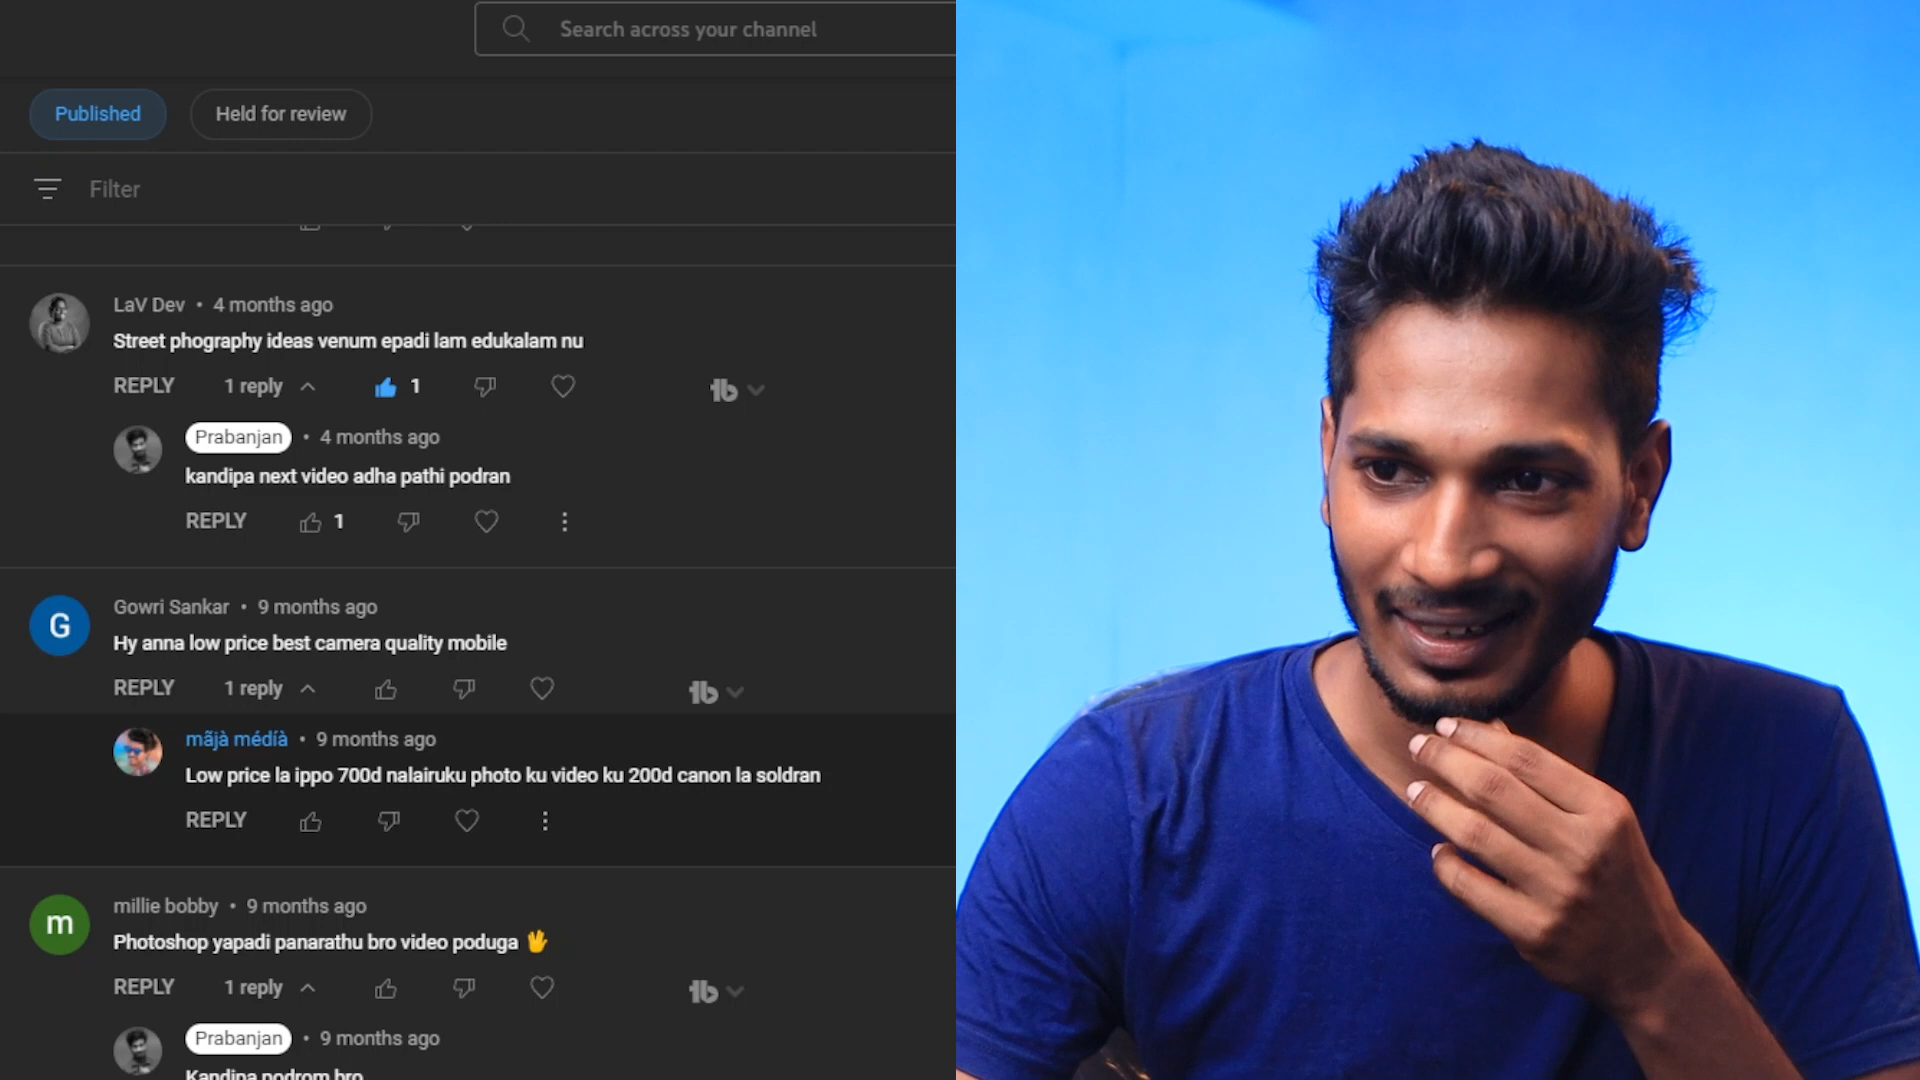 Search across your channel
Published
Held for review
Filter
LaV Dev • 4 months ago
Street phography ideas venum epadi lam edukalam nu
REPLY 1 reply 1
Prabanjan • 4 months ago
kandipa next video adha pathi podran
REPLY 1
G
Gowri Sankar • 9 months ago
Hy anna low price best camera quality mobile
REPLY 1 reply
mãjà médíà • 9 months ago
Low price la ippo 700d nalairuku photo ku video ku 200d canon la soldran
REPLY
m
millie bobby • 9 months ago
Photoshop yapadi panarathu bro video poduga 🖖
REPLY 1 reply
Prabanjan • 9 months ago
Kandipa podrom bro